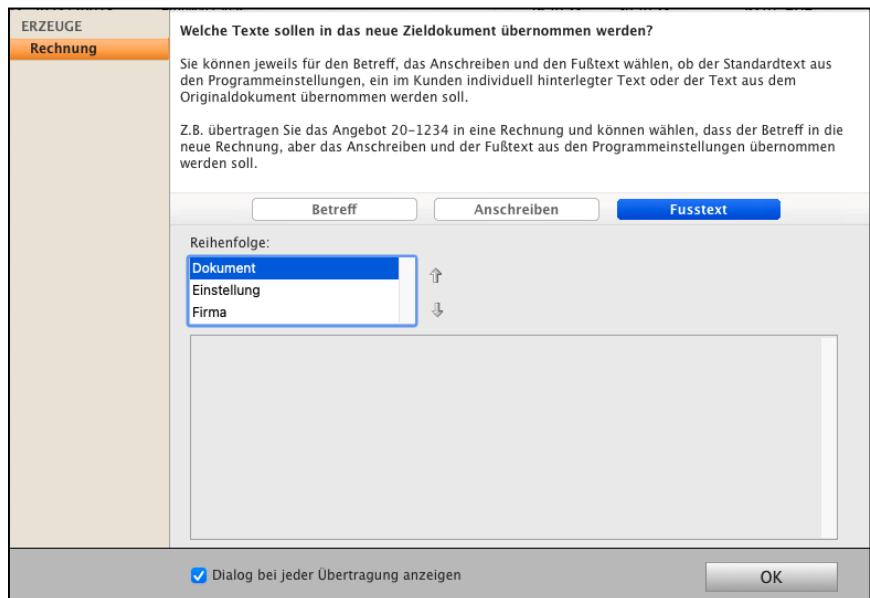 ERZEUGE
Rechnung
Welche Texte sollen in das neue Zieldokument übernommen werden?
Sie können jeweils für den Betreff, das Anschreiben und den Fußtext wählen, ob der Standardtext aus
den Programmeinstellungen, ein im Kunden individuell hinterlegter Text oder der Text aus dem
Originaldokument übernommen werden soll.
Z.B. übertragen Sie das Angebot 20-1234 in eine Rechnung und können wählen, dass der Betreff in die
neue Rechnung, aber das Anschreiben und der Fußtext aus den Programmeinstellungen übernommen
werden soll.
Betreff Anschreiben Fusstext
Reihenfolge:
Dokument
Einstellung
Firma
Dialog bei jeder Übertragung anzeigen
OK